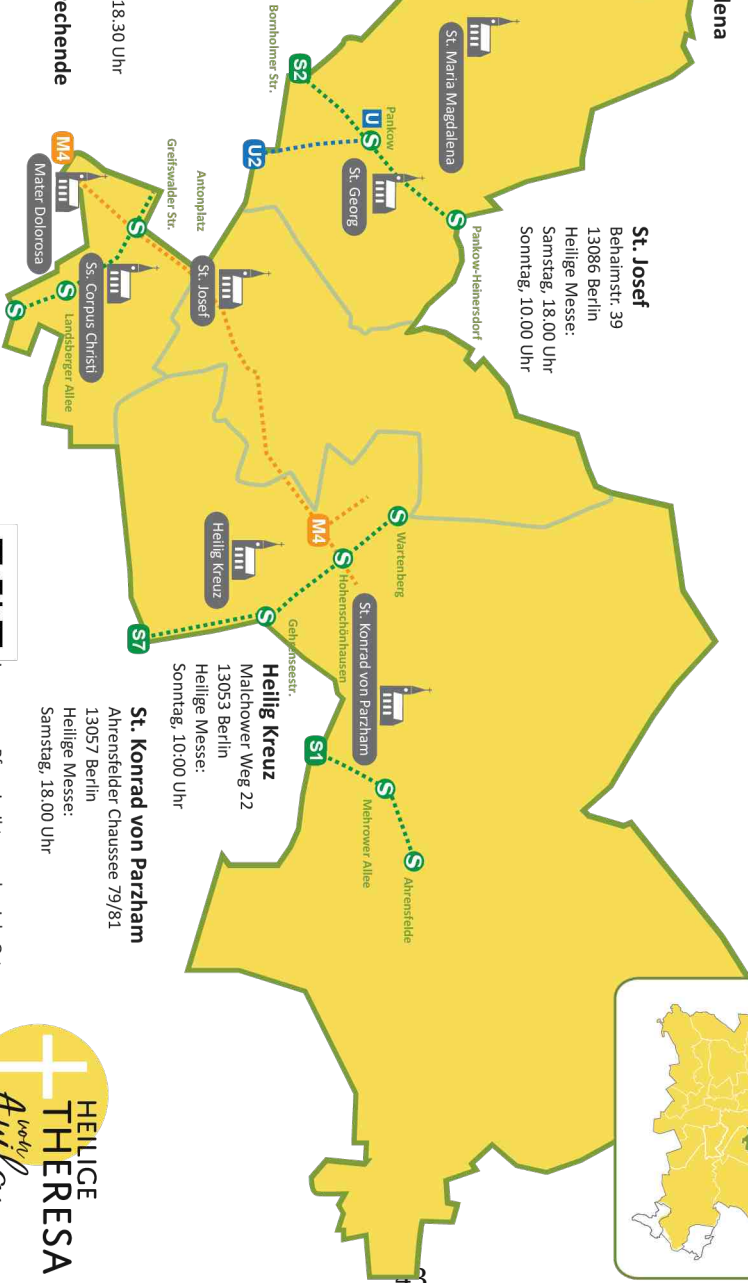 lena
St. Josef
Behaimstr. 39
13086 Berlin
Heilige Messe:
Samstag, 18.00 Uhr
Sonntag, 10.00 Uhr
St. Maria Magdalena
Pankow-Heinersdorf
S
Pankow
U
S
St. Georg
S2
Bornholmer Str.
U2
18.30 Uhr
echende
Antonplatz
Greifswalder Str.
St. Josef
S
M4
Mater Dolorosa
Ss. Corpus Christi
S
Landsberger Allee
S
Wartenberg
S
M4
S
Hohenschönhausen
Heilig Kreuz
S
Gehrenseestr.
S7
St. Konrad von Parzham
S1
S
Mehrower Allee
S
Ahrensfelde
Heilig Kreuz
Malchower Weg 22
13053 Berlin
Heilige Messe:
Sonntag, 10:00 Uhr
St. Konrad von Parzham
Ahrensfelder Chaussee 79/81
13057 Berlin
Heilige Messe:
Samstag, 18.00 Uhr
HEILIGE
THERESA
von
Avila